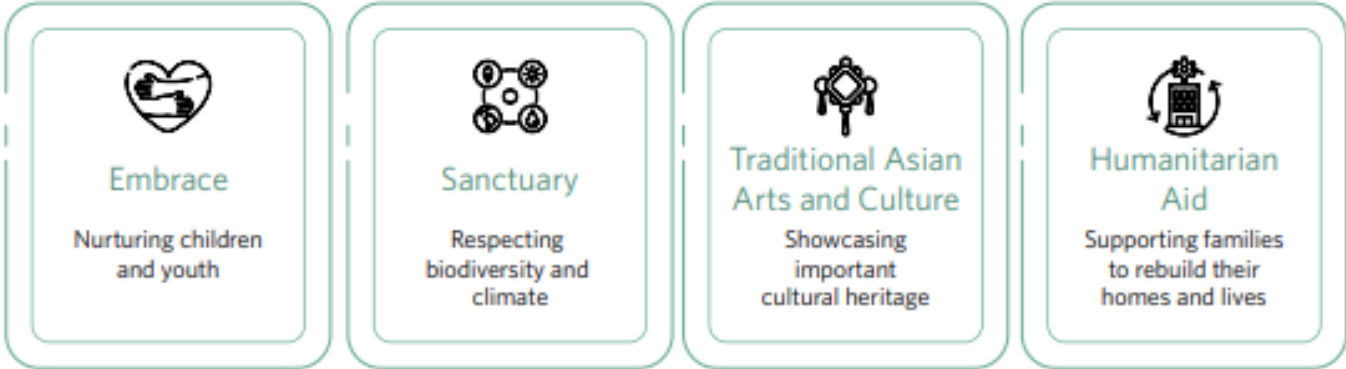 Embrace
Nurturing children
and youth
Sanctuary
Respecting
biodiversity and
climate
Traditional Asian
Arts and Culture
Showcasing
important
cultural heritage
Humanitarian
Aid
Supporting families
to rebuild their
homes and lives